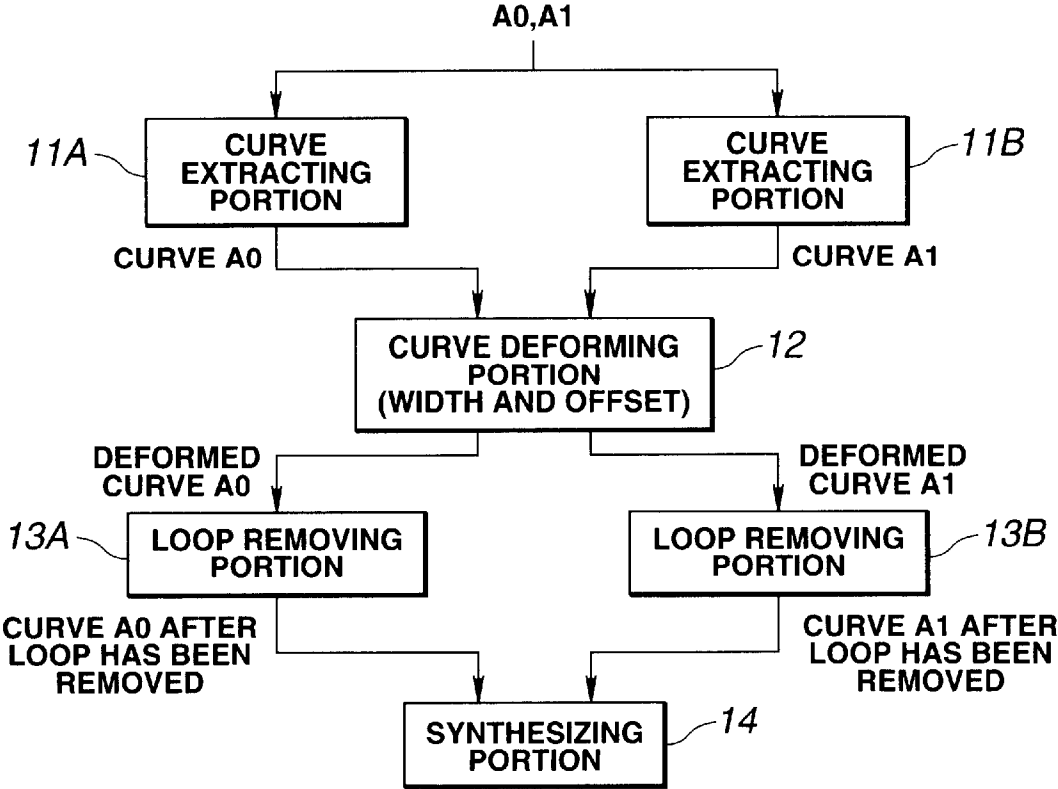 A0,A1
11A
CURVE
EXTRACTING
PORTION
11B
CURVE
EXTRACTING
PORTION
CURVE A0
CURVE A1
12
CURVE DEFORMING
PORTION
(WIDTH AND OFFSET)
DEFORMED
CURVE A0
DEFORMED
CURVE A1
13A
LOOP REMOVING
PORTION
13B
LOOP REMOVING
PORTION
CURVE A0 AFTER
LOOP HAS BEEN
REMOVED
CURVE A1 AFTER
LOOP HAS BEEN
REMOVED
14
SYNTHESIZING
PORTION